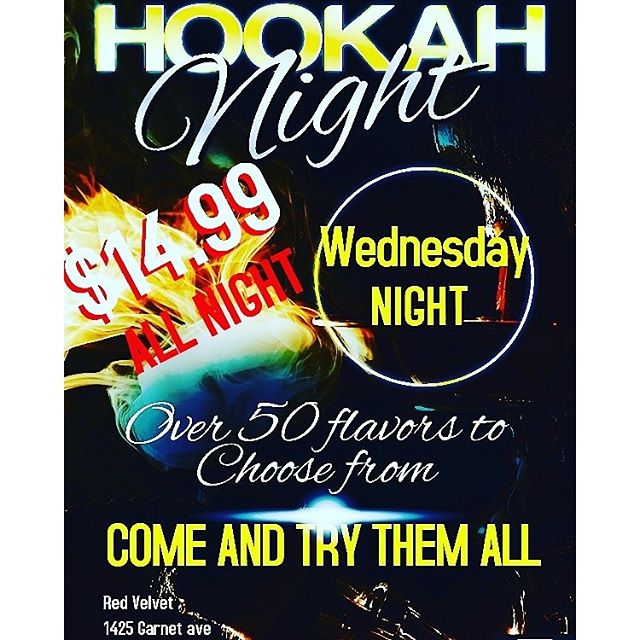 HOOKAH
Night
$14.99
ALL NIGHT
Wednesday
NIGHT
Over 50 flavors to
Choose from
COME AND TRY THEM ALL
Red Velvet
1425 Garnet ave